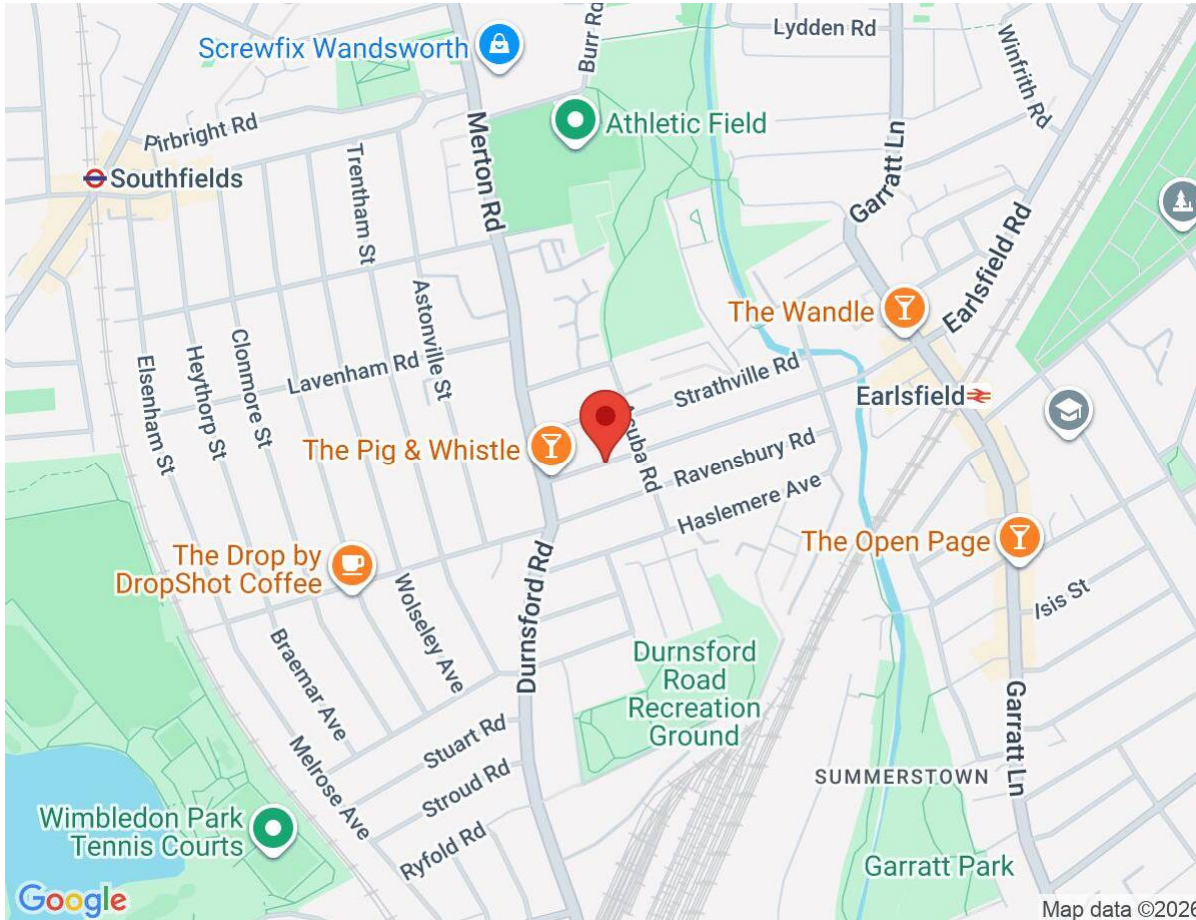 Lydden Rd
Burr Rd
Winfrith Rd
Screwfix Wandsworth
Pirbright Rd
Merton Rd
Athletic Field
Garratt Ln
Trentham St
Southfields
Earlsfield Rd
Astonville St
The Wandle
Clonmore St
Heythorp St
Elsenham St
Lavenham Rd
Strathville Rd
Earlsfield
The Pig & Whistle
Ravensbury Rd
Haslemere Ave
The Open Page
The Drop by
DropShot Coffee
Durnsford Rd
Wolseley Ave
Isis St
Braemar Ave
Durnsford
Road
Recreation
Ground
Melrose Ave
Stuart Rd
Garratt Ln
SUMMERSTOWN
Stroud Rd
Wimbledon Park
Tennis Courts
Ryfold Rd
Garratt Park
Google
Map data ©2026